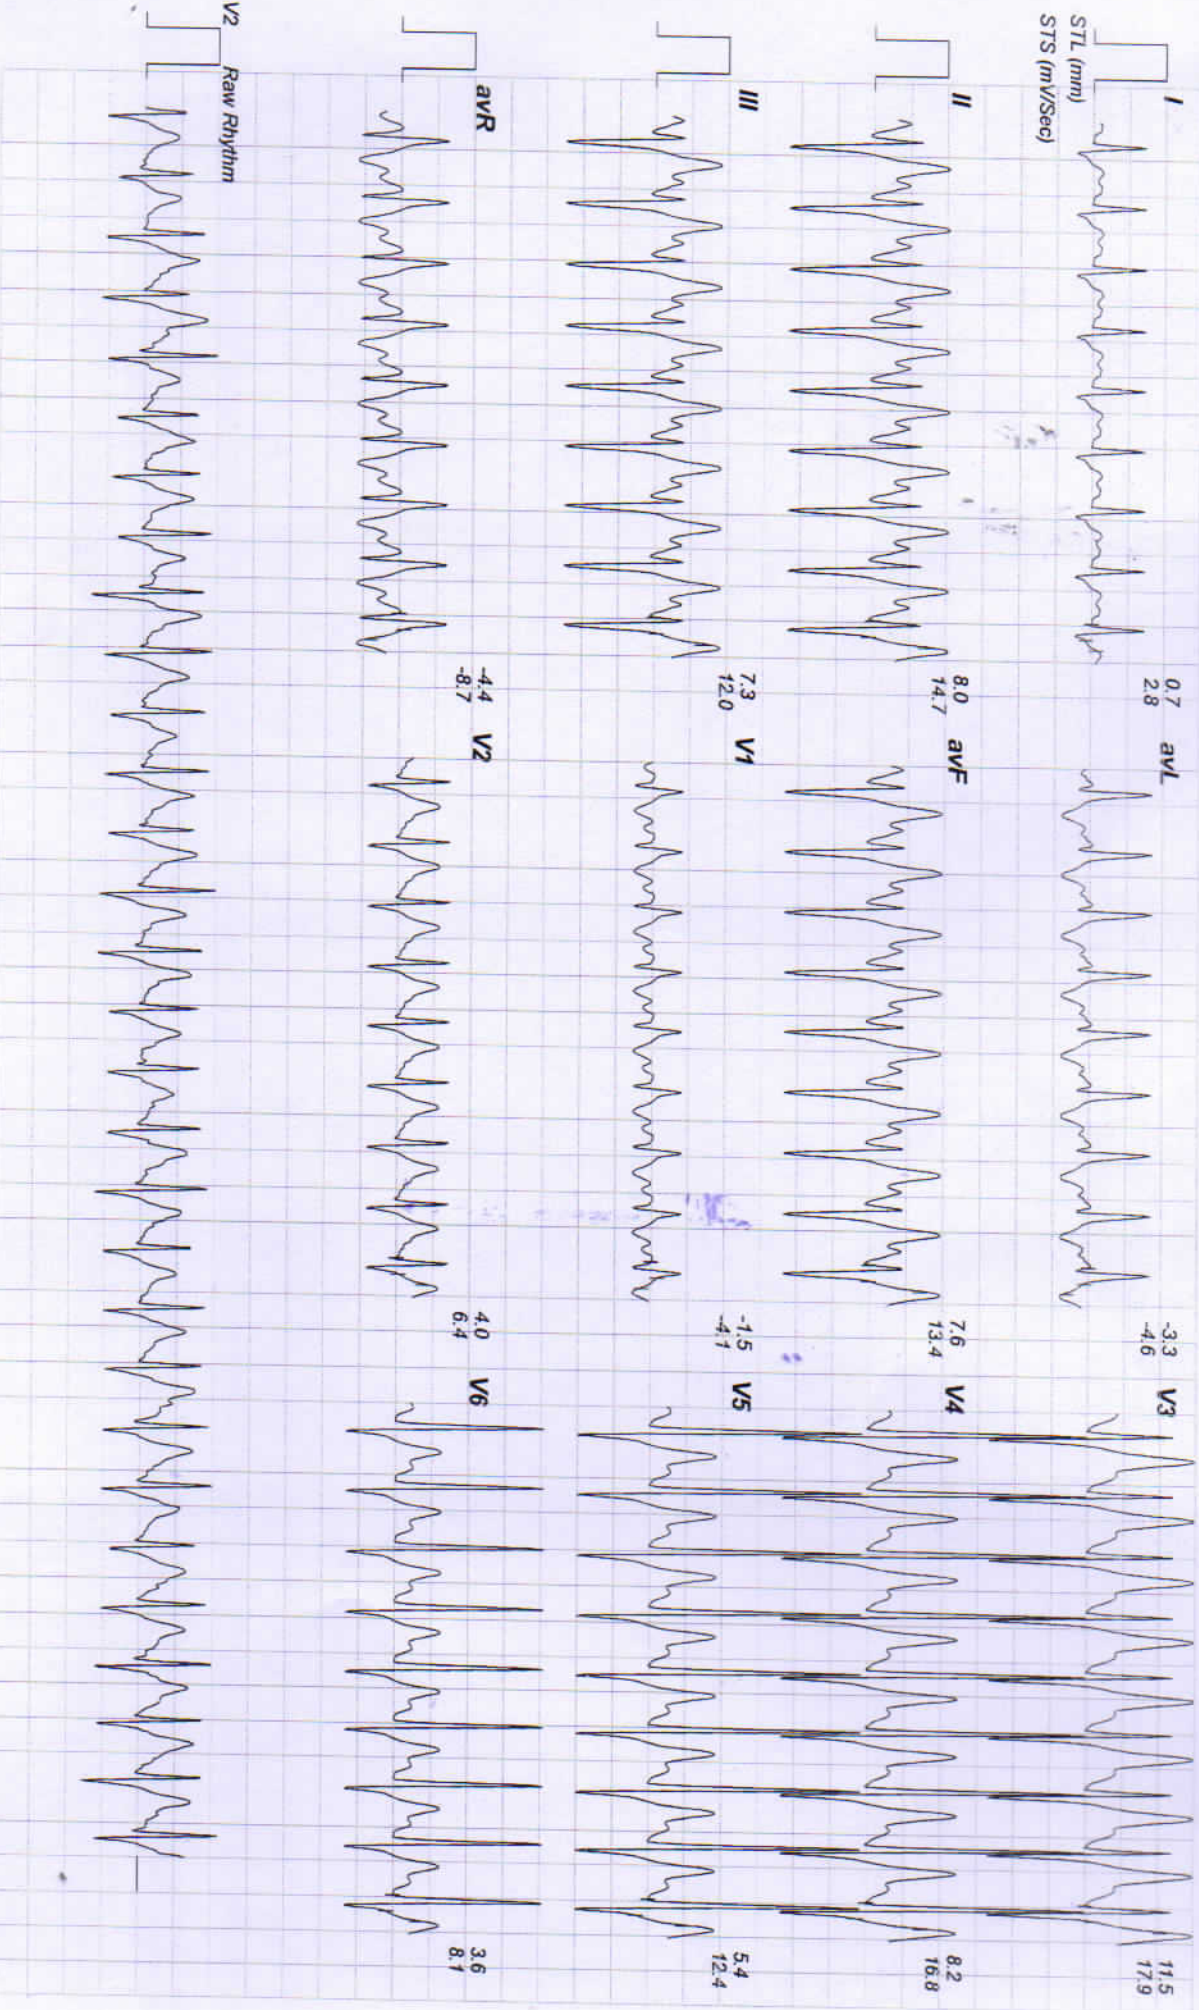 STL (mm)
STS (mV/Sec)
I
0.7
2.8
avL
-3.3
-4.6
V3
11.5
17.9
II
8.0
14.7
avF
7.6
13.4
V4
8.2
16.8
III
7.3
12.0
V1
-1.5
-4.1
V5
5.4
12.4
avR
-4.4
-8.7
V2
4.0
6.4
V6
3.6
8.1
V2 Raw Rhythm